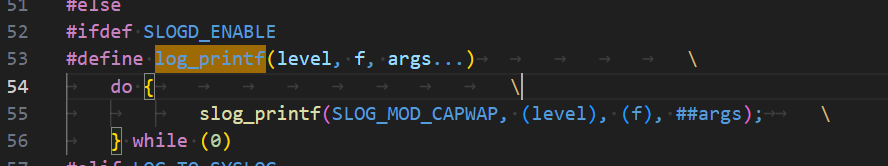 51 #else
52 #ifdef SLOGD_ENABLE
53 #define log_printf(level, f, args...) \
54 do { \
55 slog_printf(SLOG_MOD_CAPWAP, (level), (f), ##args); \
56 } while (0)
57 #elif LOG_TO_SYSLOG